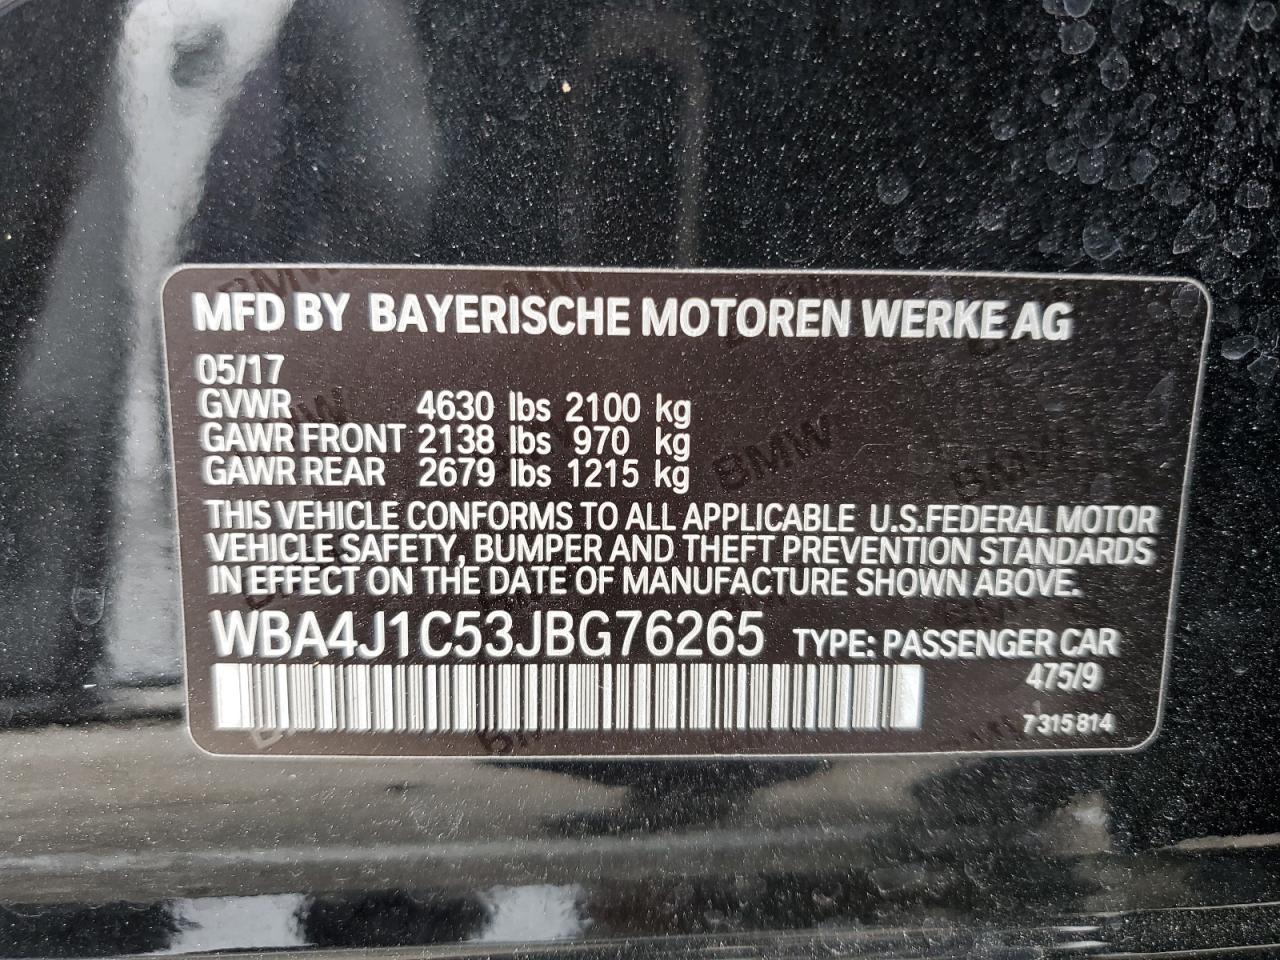 MFD BY BAYERISCHE MOTOREN WERKE AG
05/17
GVWR 4630 lbs 2100 kg
GAWR FRONT 2138 lbs 970 kg
GAWR REAR 2679 lbs 1215 kg
THIS VEHICLE CONFORMS TO ALL APPLICABLE U.S.FEDERAL MOTOR
VEHICLE SAFETY, BUMPER AND THEFT PREVENTION STANDARDS
IN EFFECT ON THE DATE OF MANUFACTURE SHOWN ABOVE.
WBA4J1C53JBG76265 TYPE: PASSENGER CAR
475/9
7 315 814